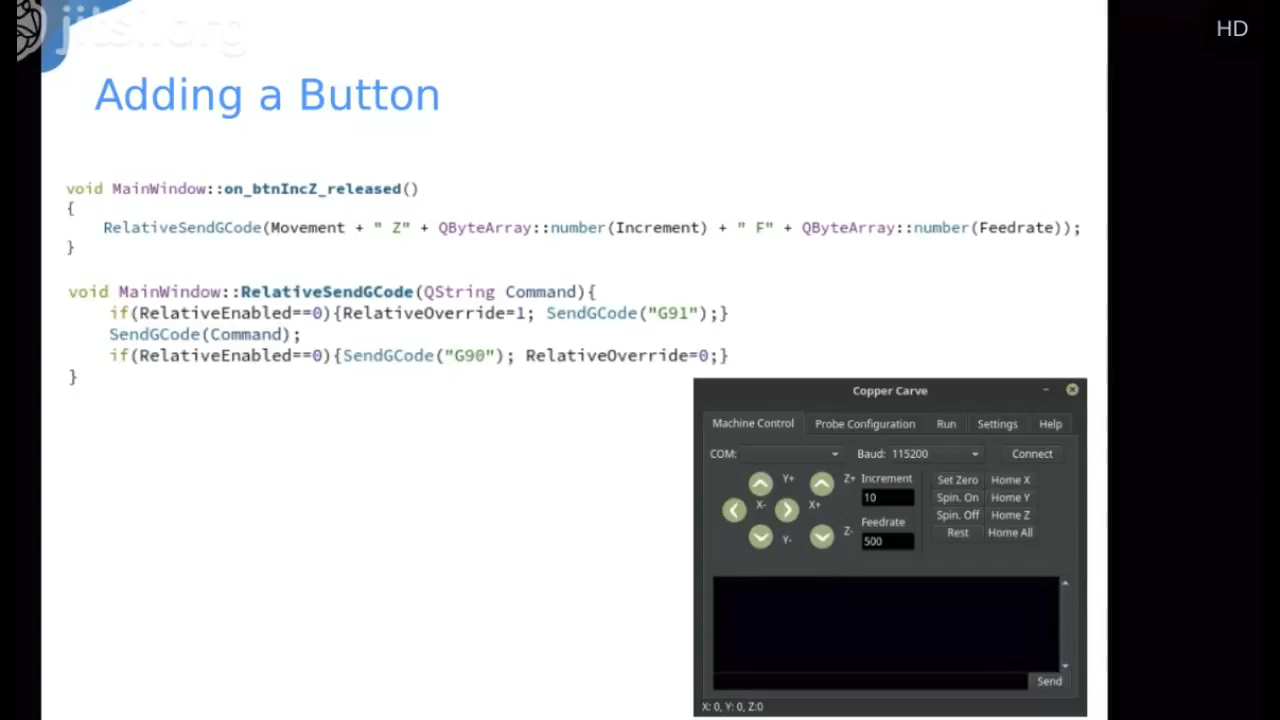 jitsi.org
HD
Adding a Button
void MainWindow::on_btnIncZ_released()
{
RelativeSendGCode(Movement + " Z" + QByteArray::number(Increment) + " F" + QByteArray::number(Feedrate));
}
void MainWindow::RelativeSendGCode(QString Command){
if(RelativeEnabled==0){RelativeOverride=1; SendGCode("G91");}
SendGCode(Command);
if(RelativeEnabled==0){SendGCode("G90"); RelativeOverride=0;}
}
Copper Carve
Machine Control Probe Configuration Run Settings Help
COM: Baud: 115200 Connect
Y+ Z+ Increment Set Zero Home X
10 Spin. On Home Y
X- X+
Spin. Off Home Z
Feedrate
Y- Z- 500 Rest Home All
Send
X: 0, Y: 0, Z:0